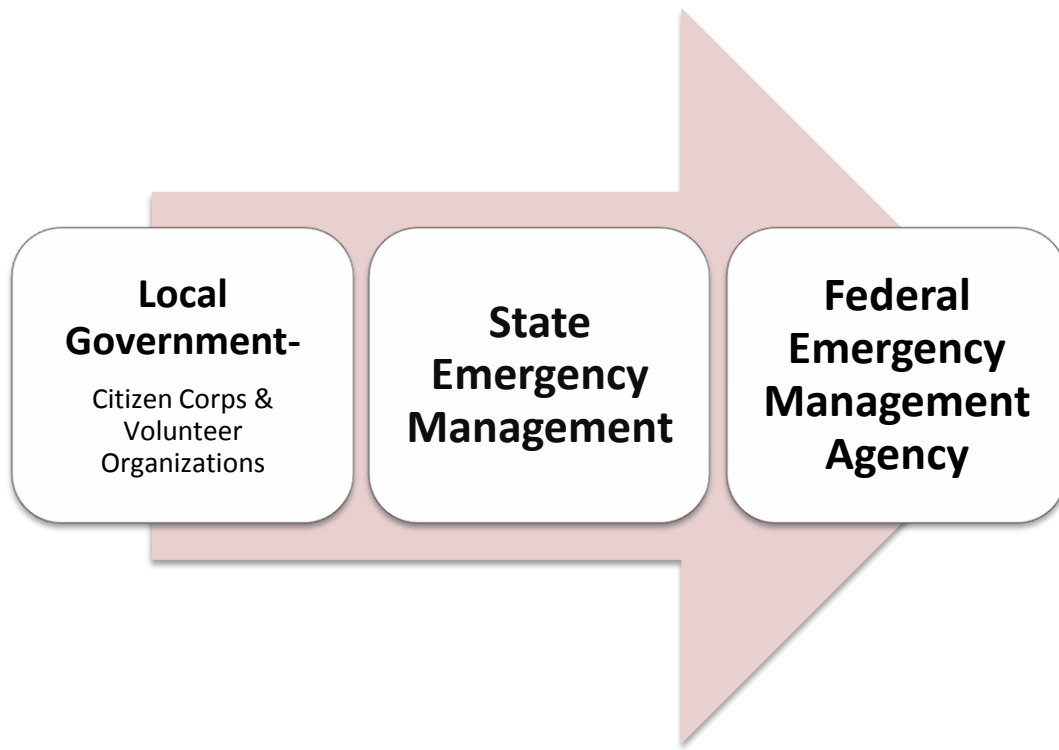 Local
Government-
Citizen Corps &
Volunteer
Organizations
State
Emergency
Management
Federal
Emergency
Management
Agency